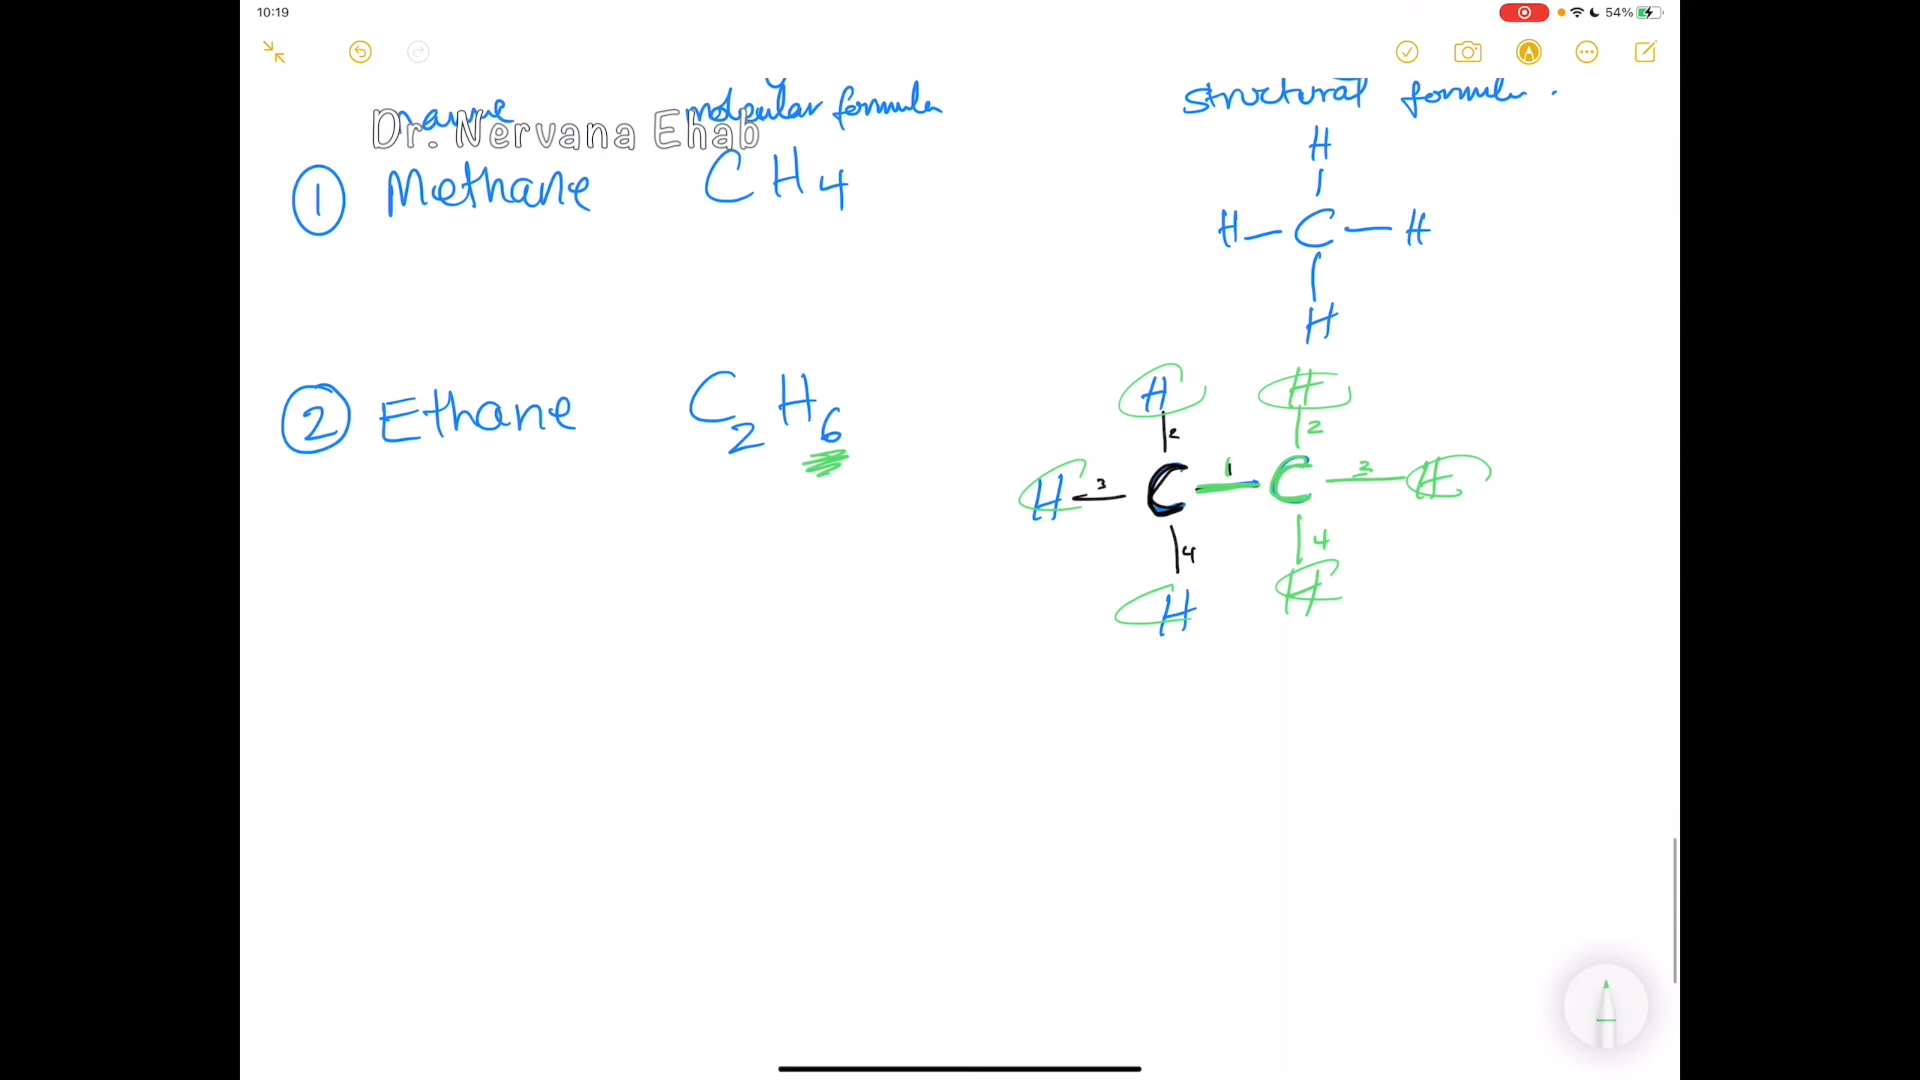 10:19
54%
name molecular formula structural formula.
Dr. Nervana Ehab
H
① Methane CH4
H—C—H
H
H H
② Ethane C2H6
2 2
H 3 C 1 C 3 H
4 4
H H